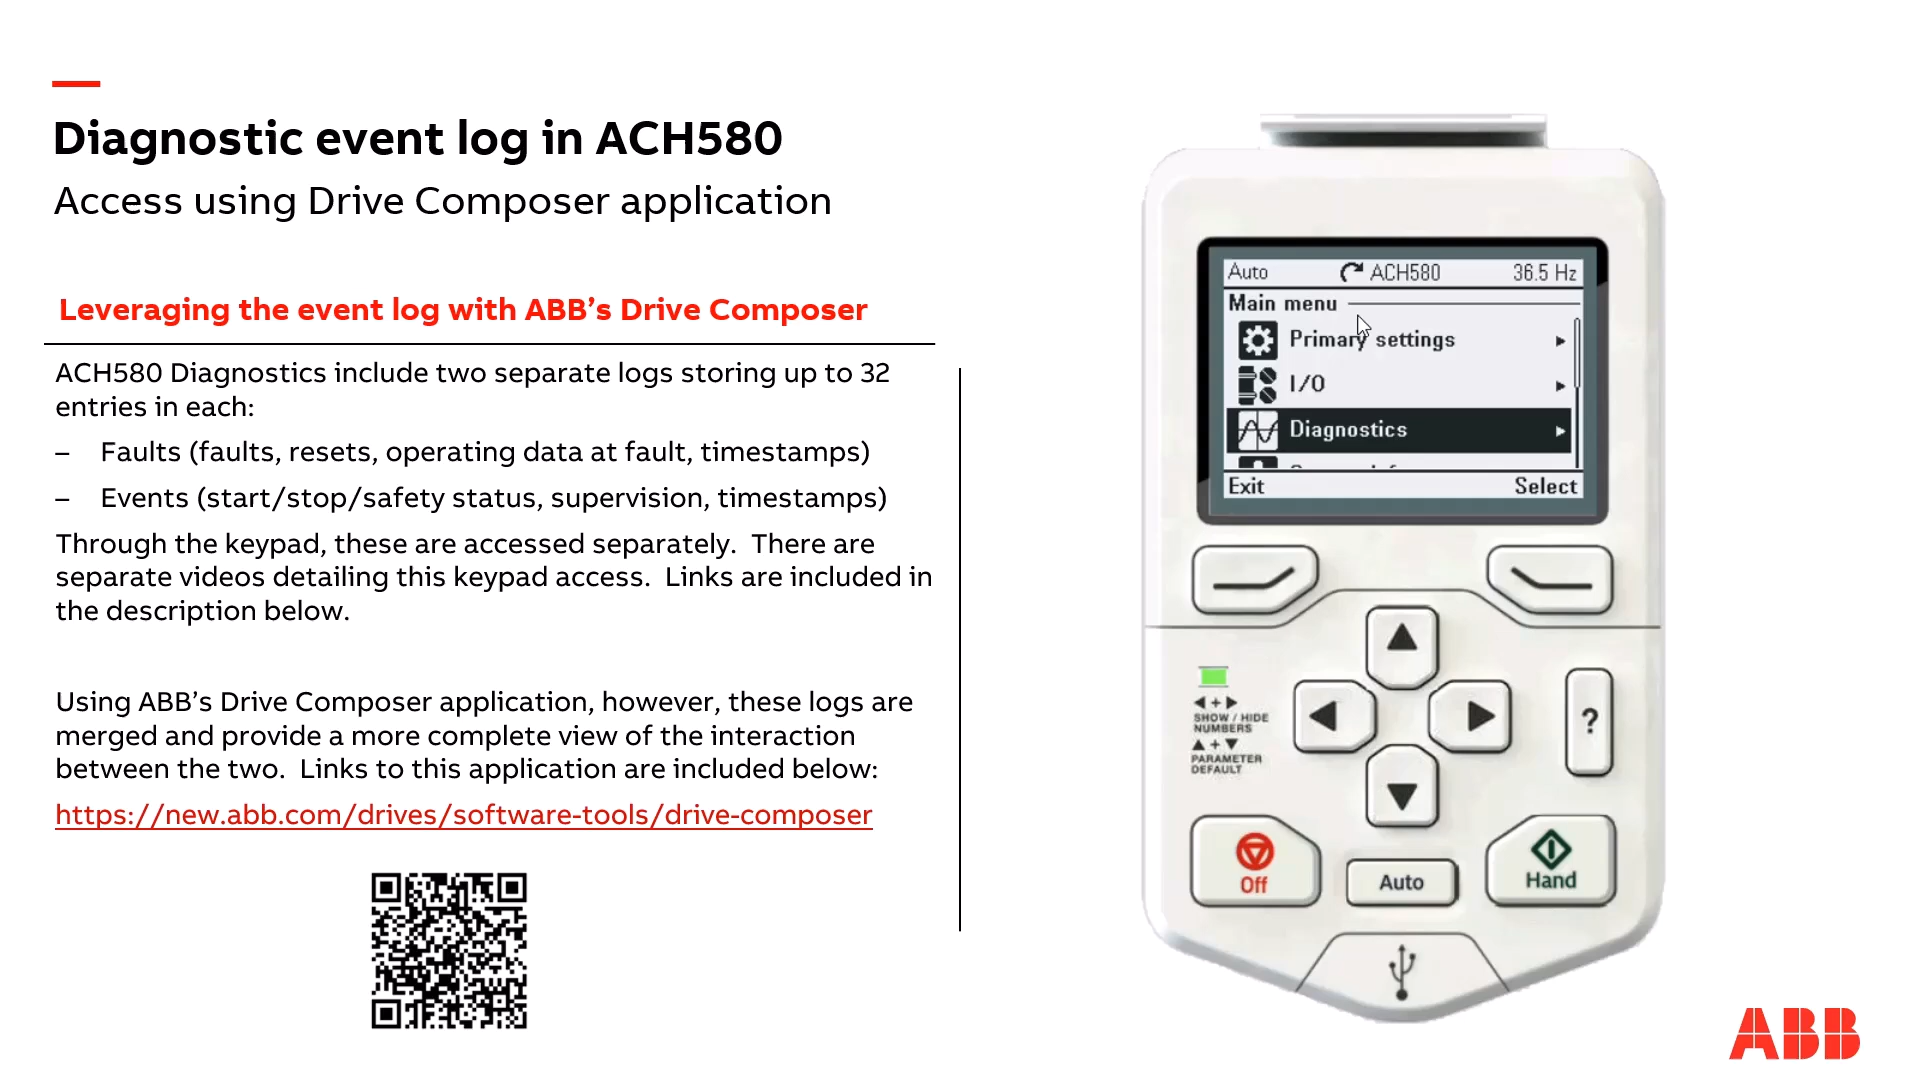 Diagnostic event log in ACH580
Access using Drive Composer application
Leveraging the event log with ABB’s Drive Composer
ACH580 Diagnostics include two separate logs storing up to 32
entries in each:
– Faults (faults, resets, operating data at fault, timestamps)
– Events (start/stop/safety status, supervision, timestamps)
Through the keypad, these are accessed separately.  There are
separate videos detailing this keypad access.  Links are included in
the description below.
Using ABB’s Drive Composer application, however, these logs are
merged and provide a more complete view of the interaction
between the two.  Links to this application are included below:
https://new.abb.com/drives/software-tools/drive-composer
Auto ACH580 36.5 Hz
Main menu
Primary settings
I/O
Diagnostics
Exit Select
◄ + ►
SHOW / HIDE
NUMBERS
▲ + ▼
PARAMETER
DEFAULT
?
Off
Auto
Hand
ABB